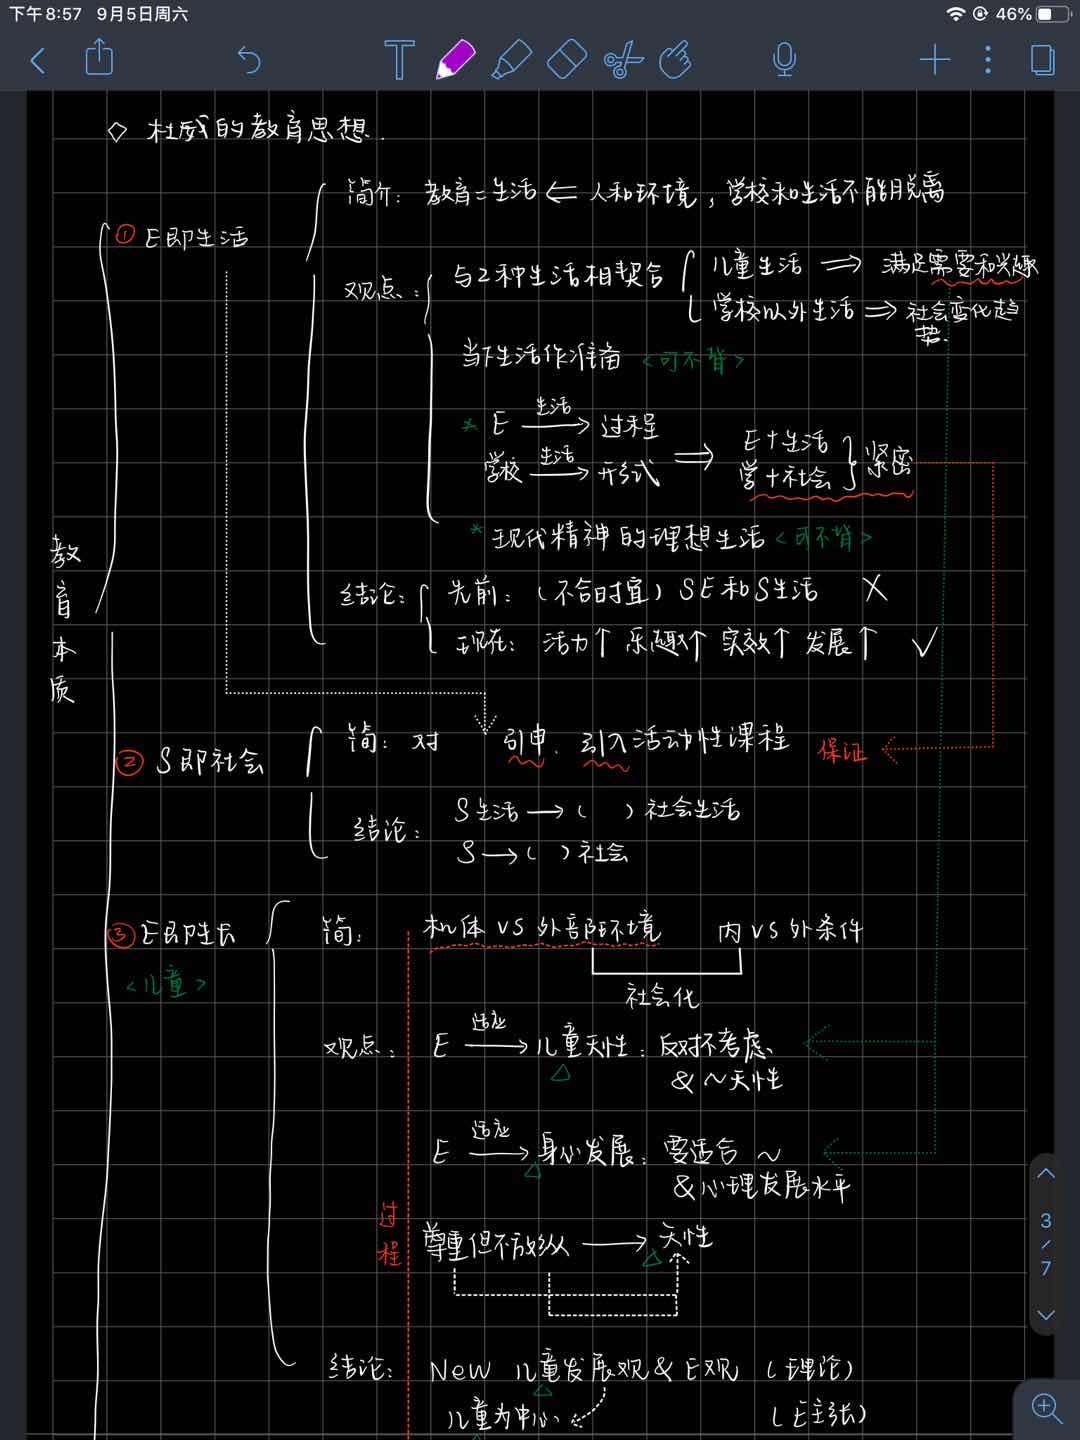 下午8:57 9月5日周六 46%
◇ 杜威的教育思想.
简介: 教育=生活 ⇐ 人和环境, 学校和生活不能脱离
① E即生活
观点: 与2种生活相契合 儿童生活 ⇒ 满足需要和兴趣
学校以外生活 ⇒ 社会变化趋势.
当下生活作准备 <可不背>
* E 生活→ 过程
学校 生活→ 形式 ⇒ E+生活 学+社会 } 紧密
* 现代精神的理想生活 <可不背>
教育本质
结论: 先前: (不合时宜) SE和S生活 X
现在: 活力↑ 乐趣↑ 实效↑ 发展↑ ✓
② S即社会
简: 对 引申. 引入活动性课程 保证
结论: S生活→( )社会生活
S→( )社会
③ E即生长
<儿童>
简: 机体 VS 外部环境 内 VS 外条件
社会化
观点: E 适应→ 儿童天性: 反对不考虑、
& ~天性
E 适应→ 身心发展: 要适合 ~
& 心理发展水平
过程
尊重但不放纵 → 天性
结论: New 儿童发展观 & E观 (理论)
儿童为中心. (E主张)
3/7